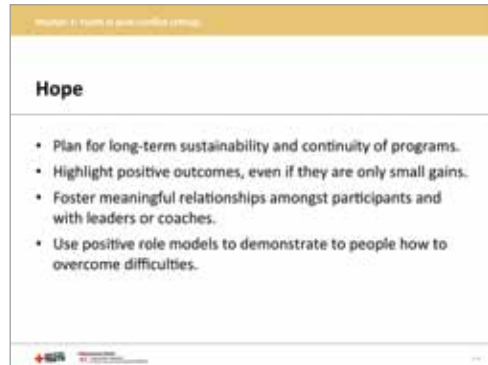 Hope
• Plan for long-term sustainability and continuity of programs.
• Highlight positive outcomes, even if they are only small gains.
• Foster meaningful relationships amongst participants and
with leaders or coaches.
• Use positive role models to demonstrate to people how to
overcome difficulties.